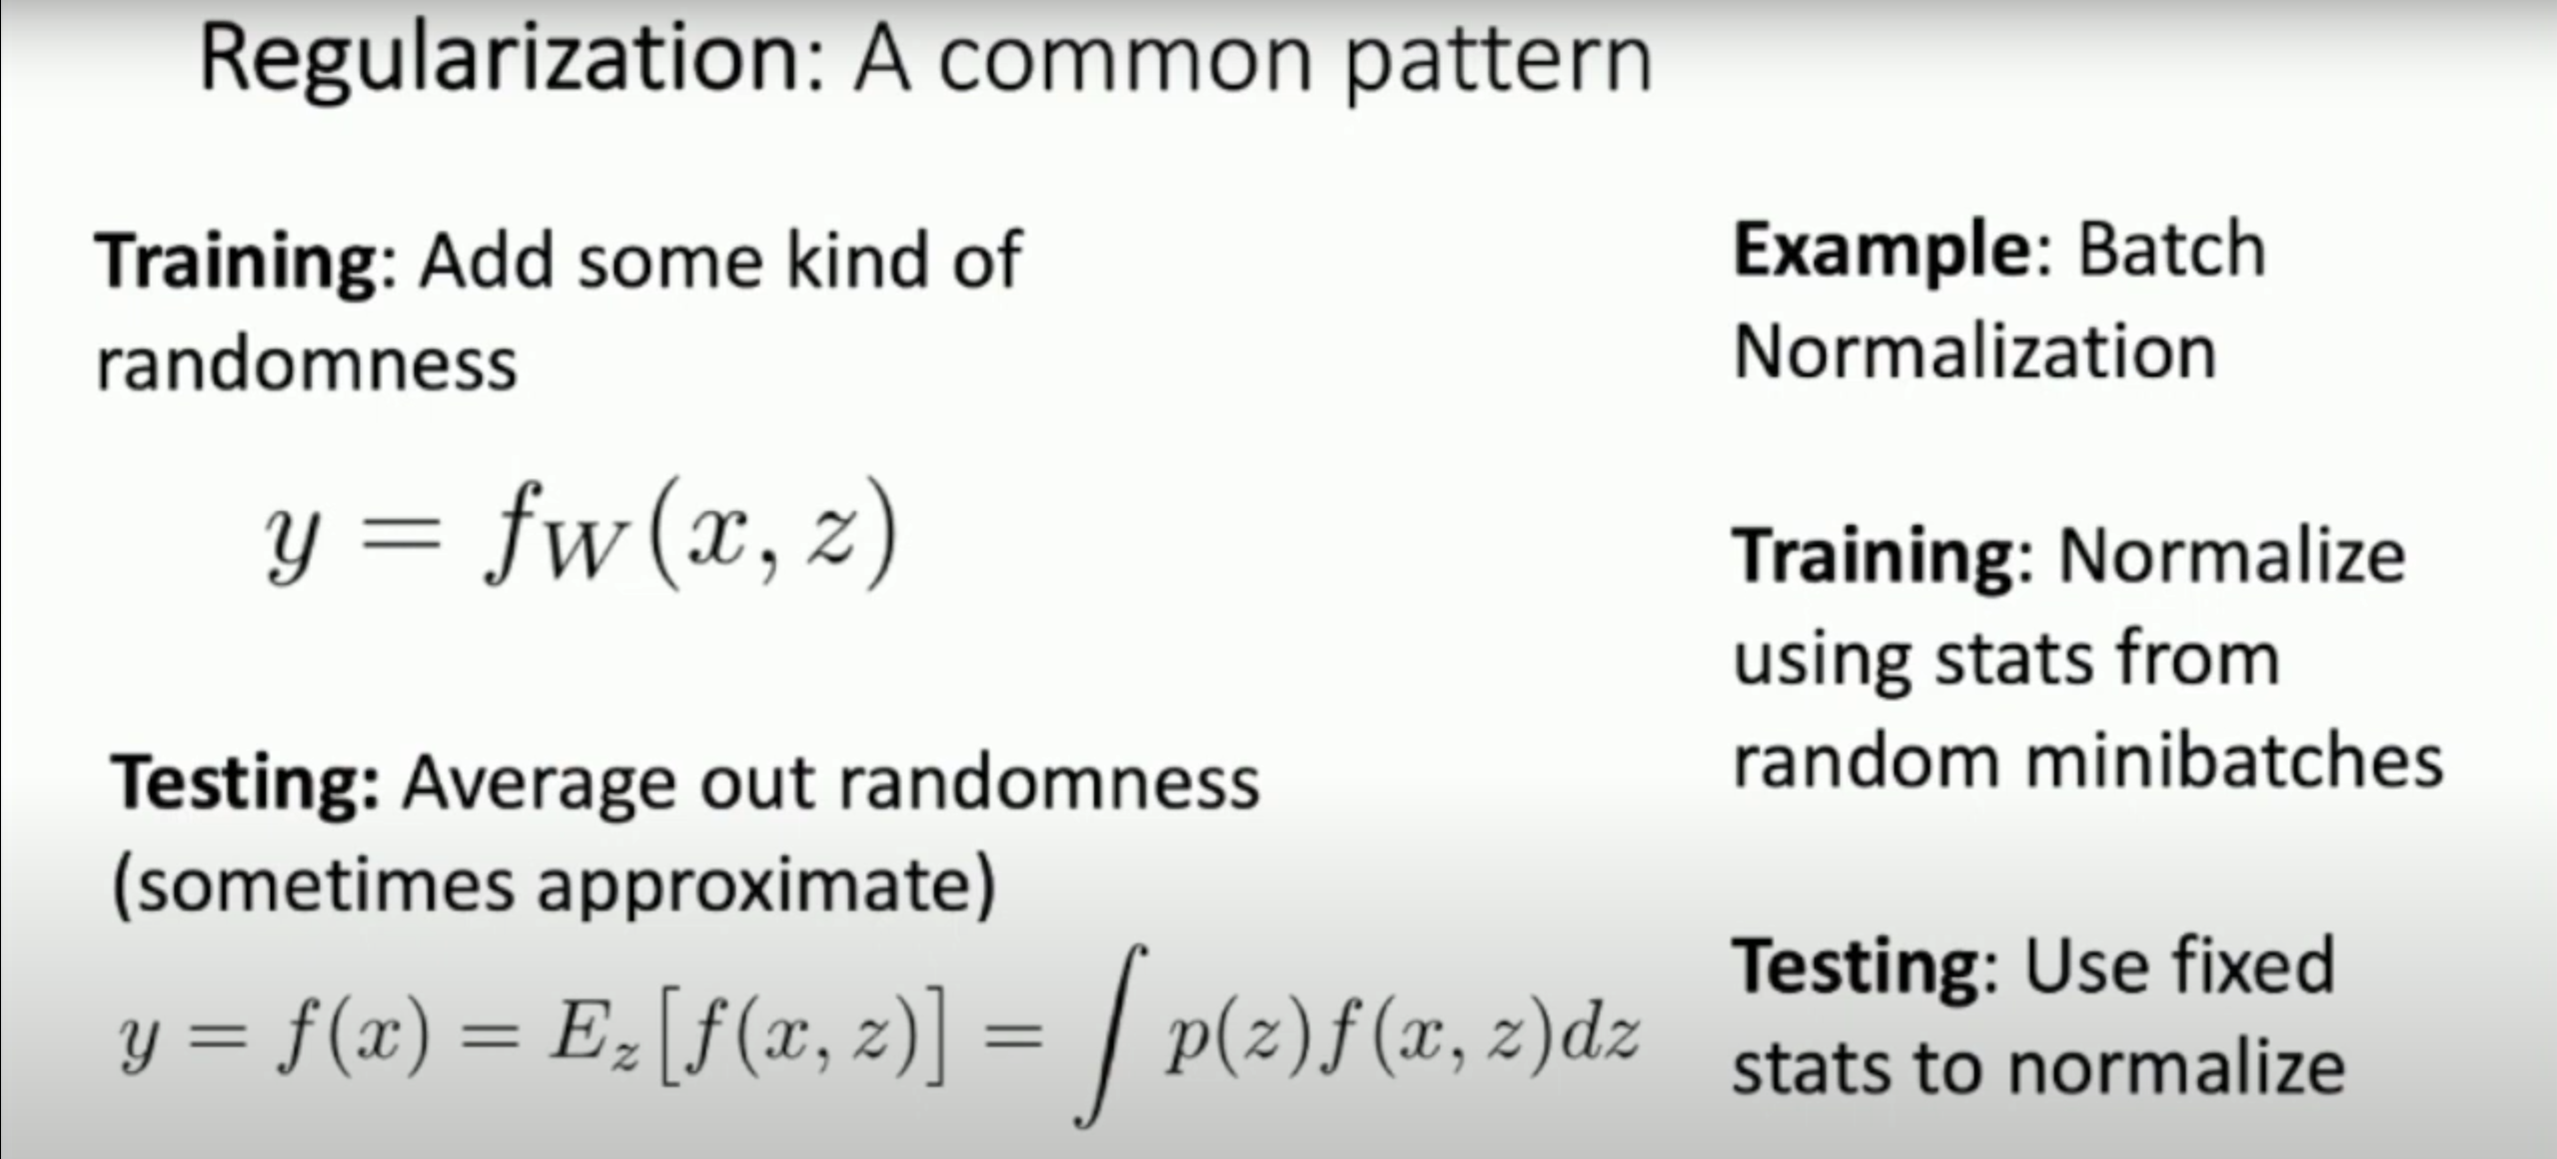 Regularization: A common pattern
Training: Add some kind of
randomness
y = f_W(x, z)
Testing: Average out randomness
(sometimes approximate)
y = f(x) = E_z[f(x, z)] = ∫ p(z)f(x, z)dz
Example: Batch
Normalization
Training: Normalize
using stats from
random minibatches
Testing: Use fixed
stats to normalize